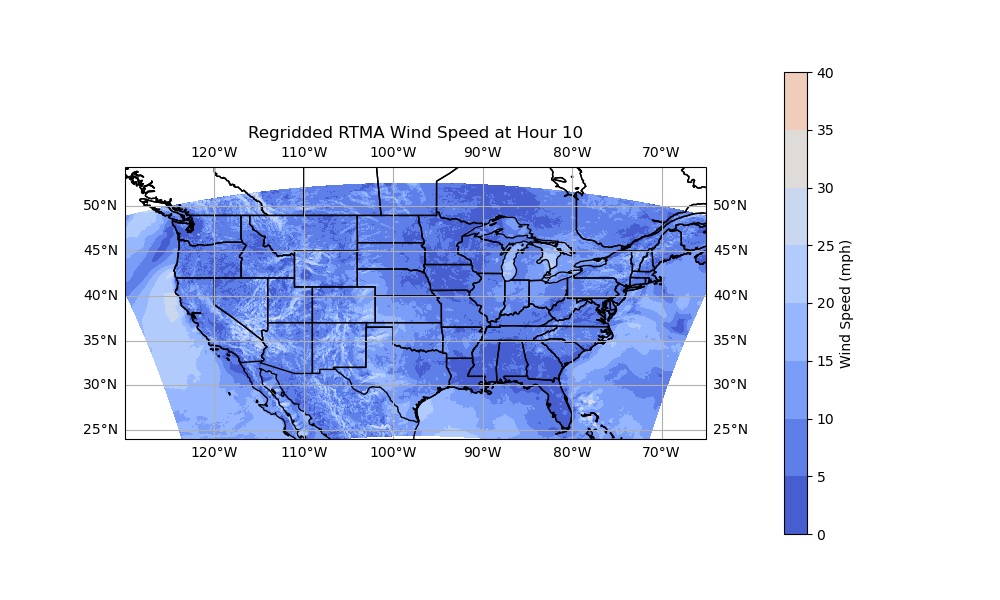 Regridded RTMA Wind Speed at Hour 10
120°W 110°W 100°W 90°W 80°W 70°W
50°N 50°N
45°N 45°N
40°N 40°N
35°N 35°N
30°N 30°N
25°N 25°N
120°W 110°W 100°W 90°W 80°W 70°W
40
35
30
25
20
15
10
5
0
Wind Speed (mph)